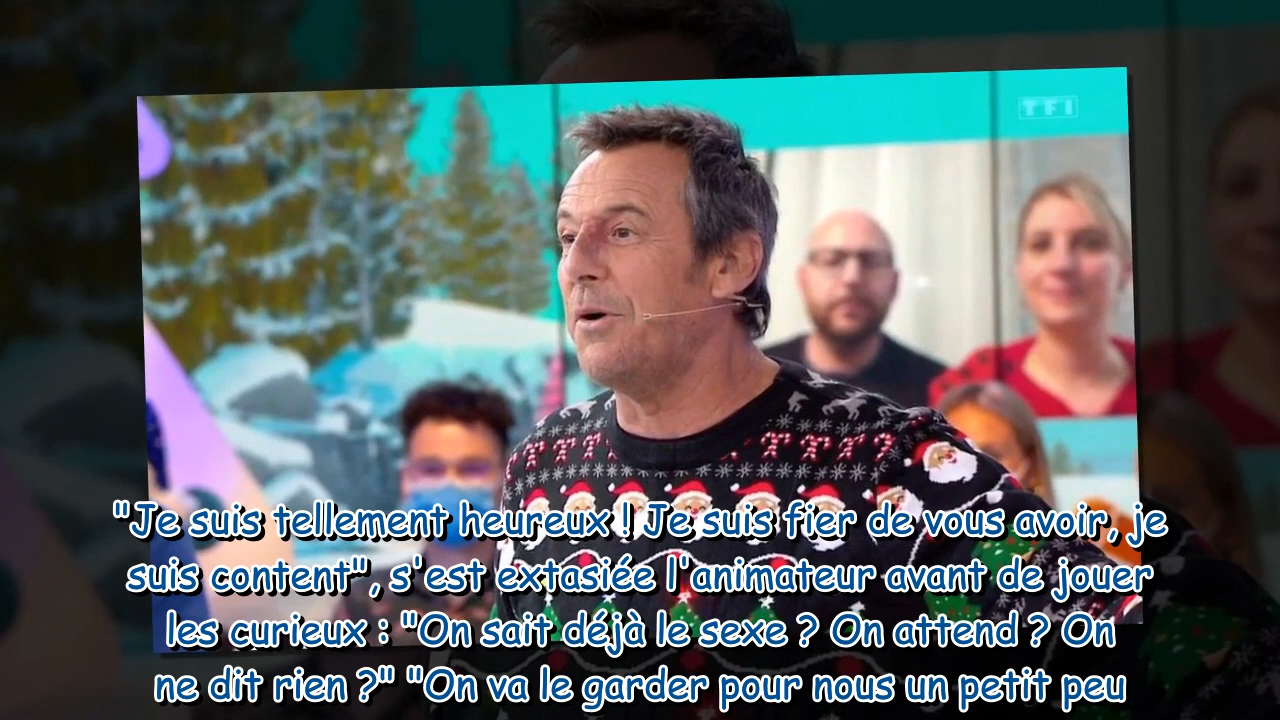 TF1
"Je suis tellement heureux ! Je suis fier de vous avoir, je
suis content", s'est extasiée l'animateur avant de jouer
les curieux : "On sait déjà le sexe ? On attend ? On
ne dit rien ?" "On va le garder pour nous un petit peu